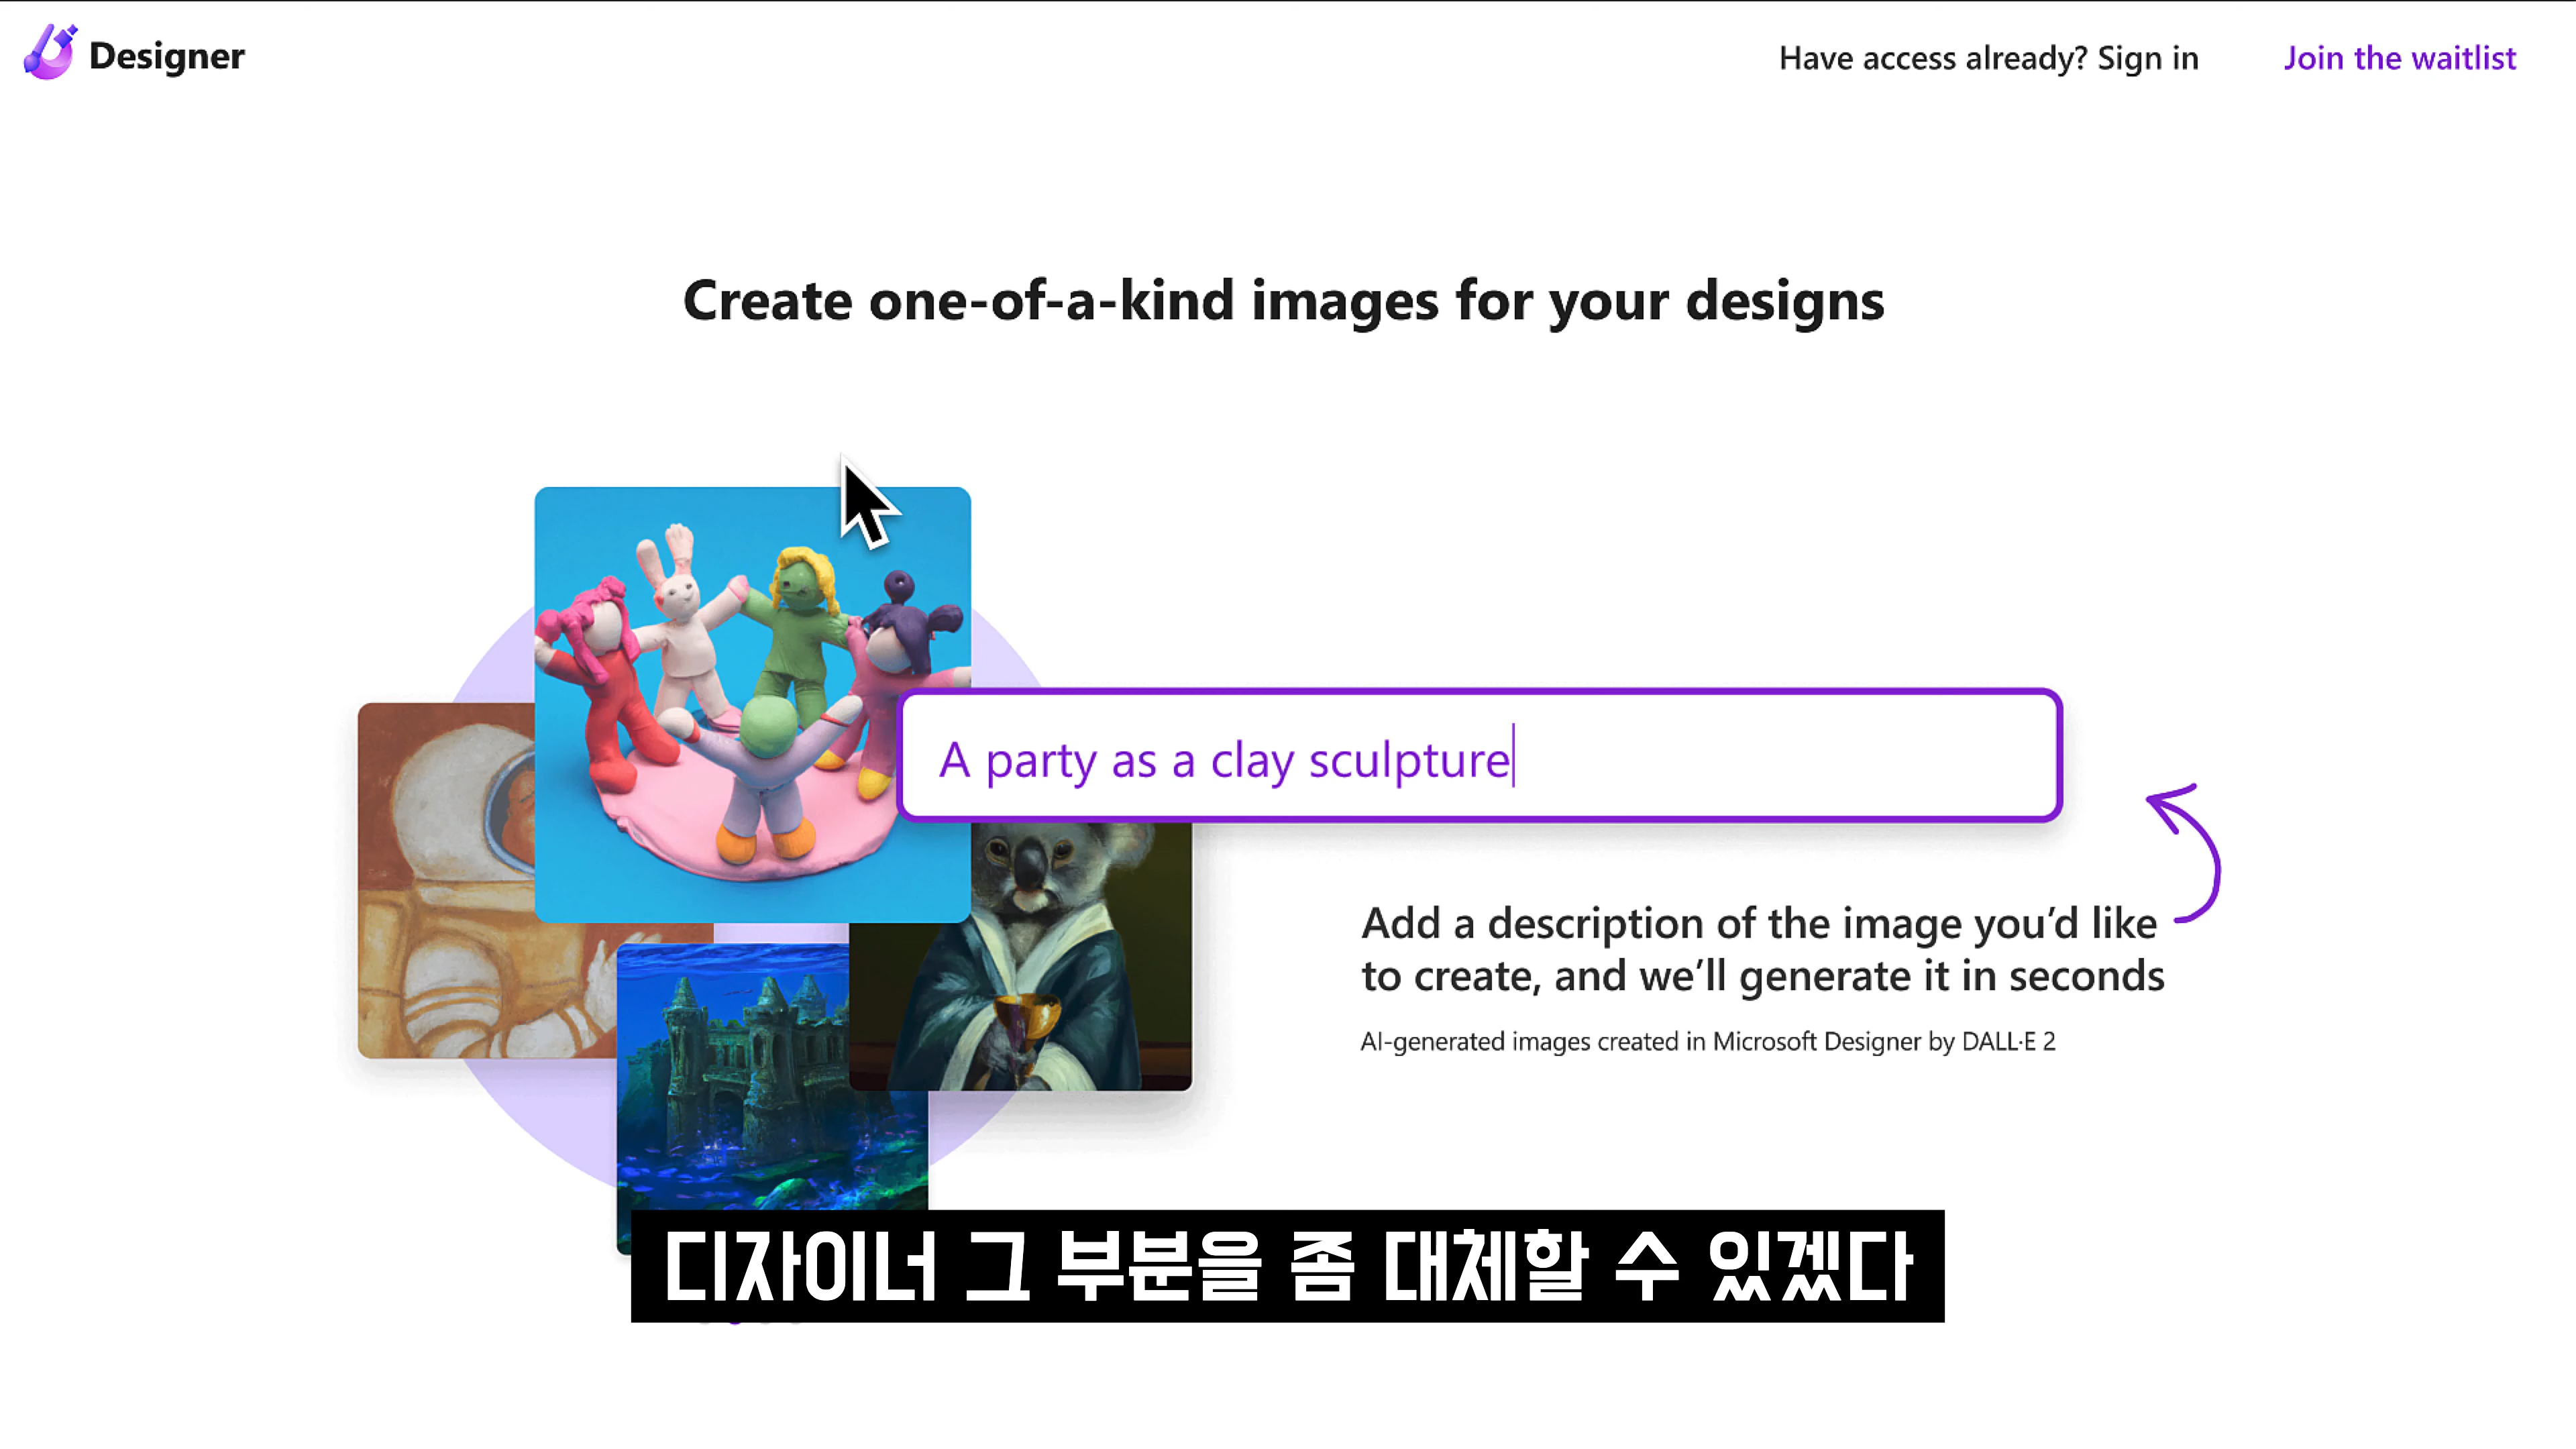 Designer
Have access already? Sign in
Join the waitlist
Create one-of-a-kind images for your designs
A party as a clay sculpture
Add a description of the image you’d like
to create, and we’ll generate it in seconds
AI-generated images created in Microsoft Designer by DALL·E 2
디자이너 그 부분을 좀 대체할 수 있겠다